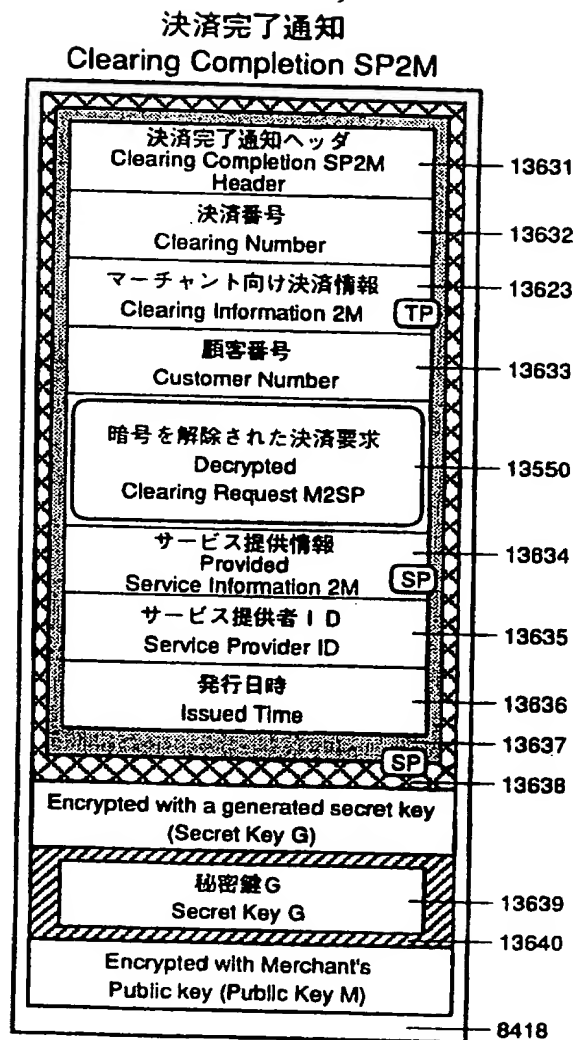 決済完了通知
Clearing Completion SP2M
決済完了通知ヘッダ
Clearing Completion SP2M
Header
13631
決済番号
Clearing Number
13632
マーチャント向け決済情報
Clearing Information 2M
TP
13623
顧客番号
Customer Number
13633
暗号を解除された決済要求
Decrypted
Clearing Request M2SP
13550
サービス提供情報
Provided
Service Information 2M
SP
13634
サービス提供者ID
Service Provider ID
13635
発行日時
Issued Time
13636
13637
SP
13638
Encrypted with a generated secret key
(Secret Key G)
秘密鍵G
Secret Key G
13639
13640
Encrypted with Merchant's
Public key (Public Key M)
8418